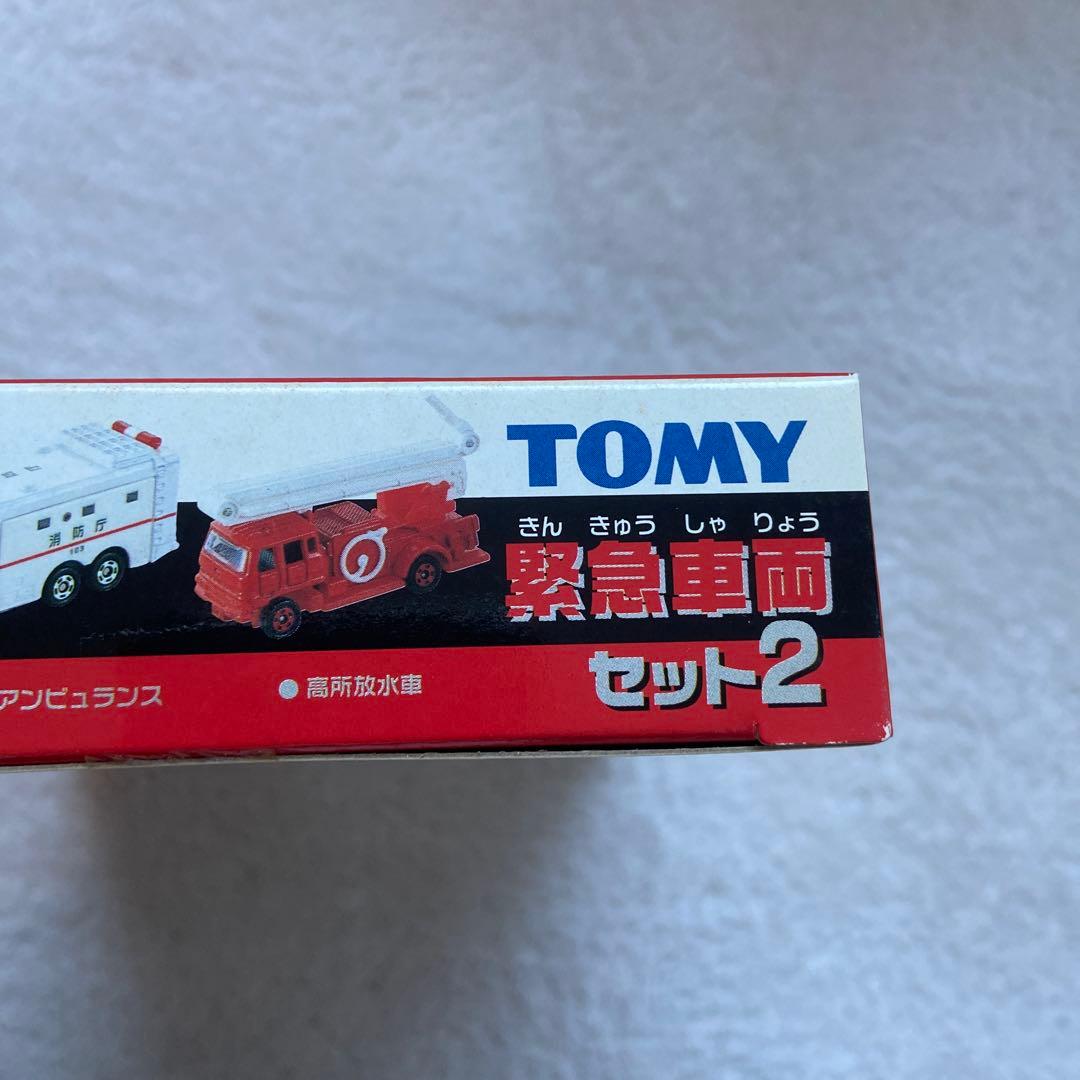 TOMY
きん きゅう しゃ りょう
緊急車両
セット2
消防庁
103
アンビュランス
● 高所放水車